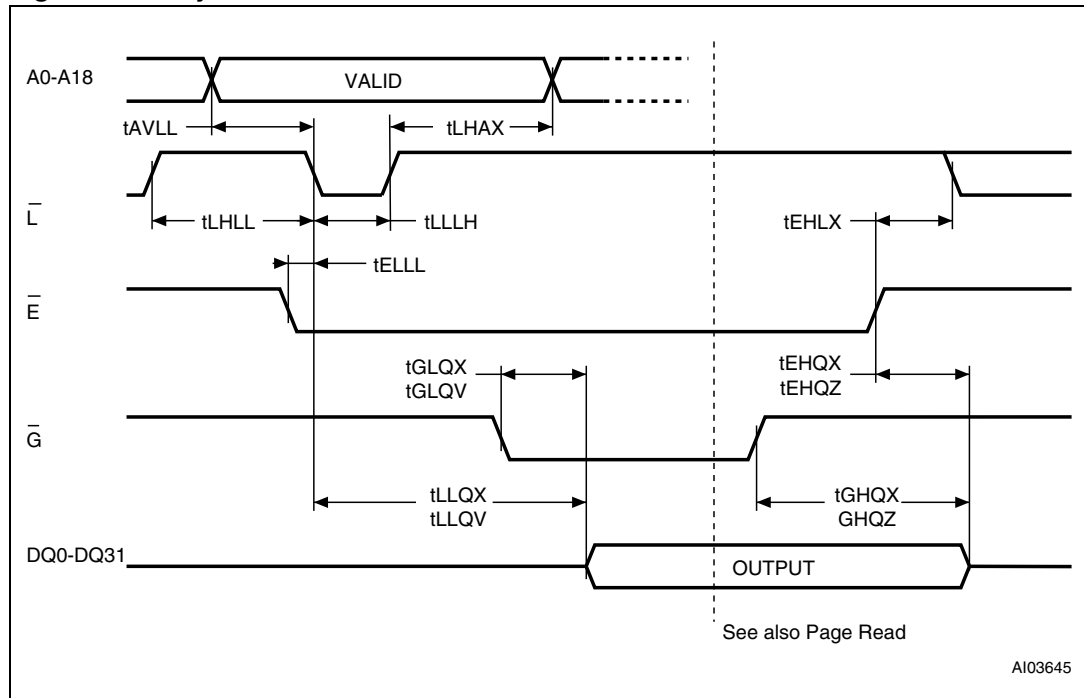 A0-A18
VALID
tAVLL
tLHAX
L
tLHLL
tLLLH
tEHLX
tELLL
E
tGLQX
tGLQV
tEHQX
tEHQZ
G
tLLQX
tLLQV
tGHQX
GHQZ
DQ0-DQ31
OUTPUT
See also Page Read
AI03645